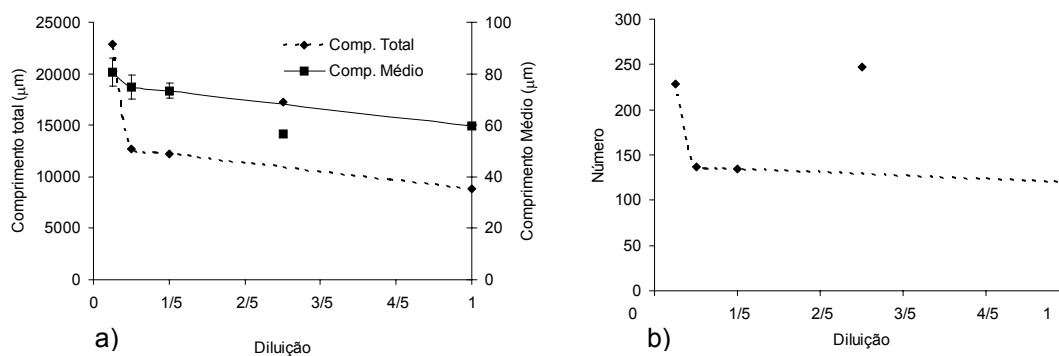 25000
20000
15000
10000
5000
0
Comprimento total (µm)
100
80
60
40
20
0
Comprimento Médio (µm)
Comp. Total
Comp. Médio
0 1/5 2/5 3/5 4/5 1
a)
Diluição
300
250
200
150
100
50
0
Número
0 1/5 2/5 3/5 4/5 1
b)
Diluição